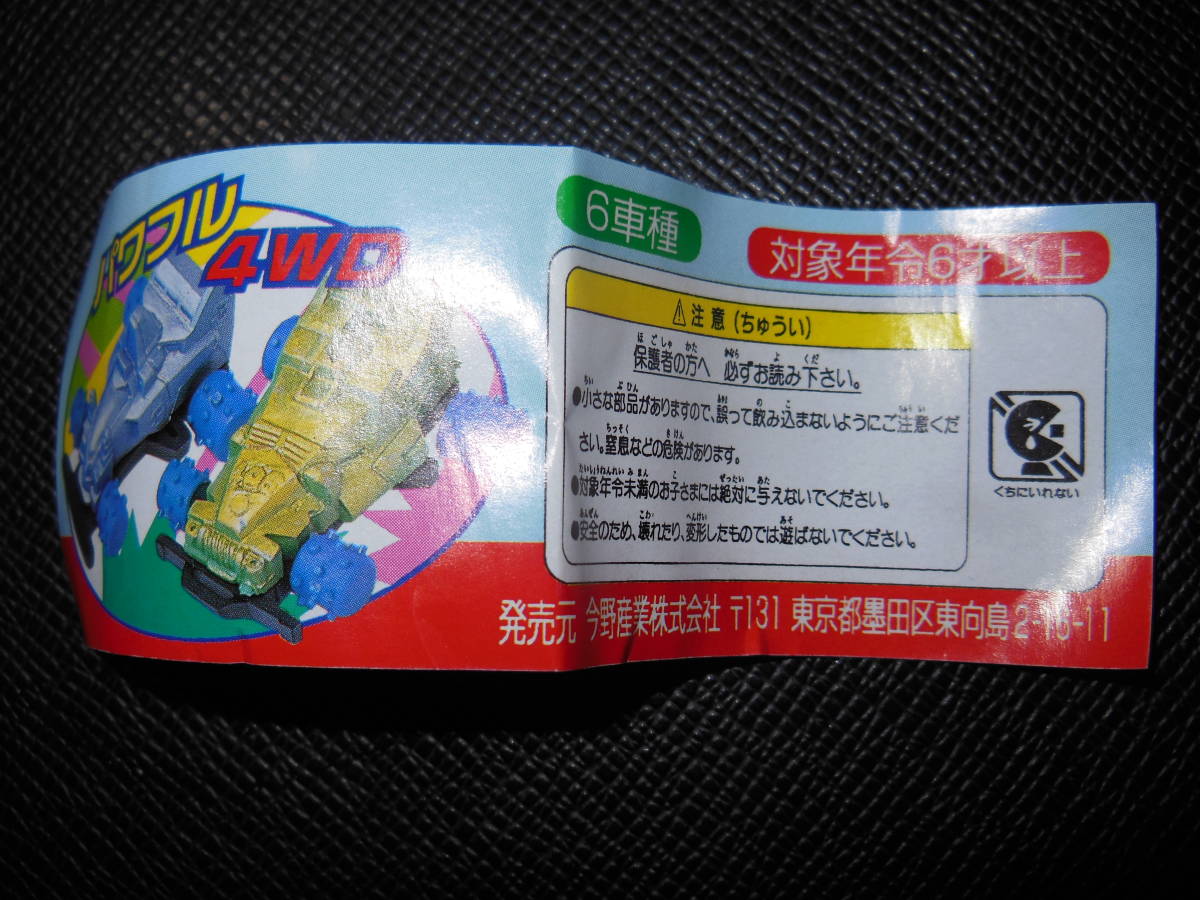 パワフル
4WD
6車種
対象年令6才以上
⚠注意(ちゅうい)
保護者の方へ 必ずお読み下さい。
●小さな部品がありますので、誤って飲み込まないようにご注意くだ
さい。窒息などの危険があります。
●対象年令未満のお子さまには絶対に与えないでください。
●安全のため、壊れたり、変形したものでは遊ばないでください。
くちにいれない
発売元 今野産業株式会社 〒131 東京都墨田区東向島